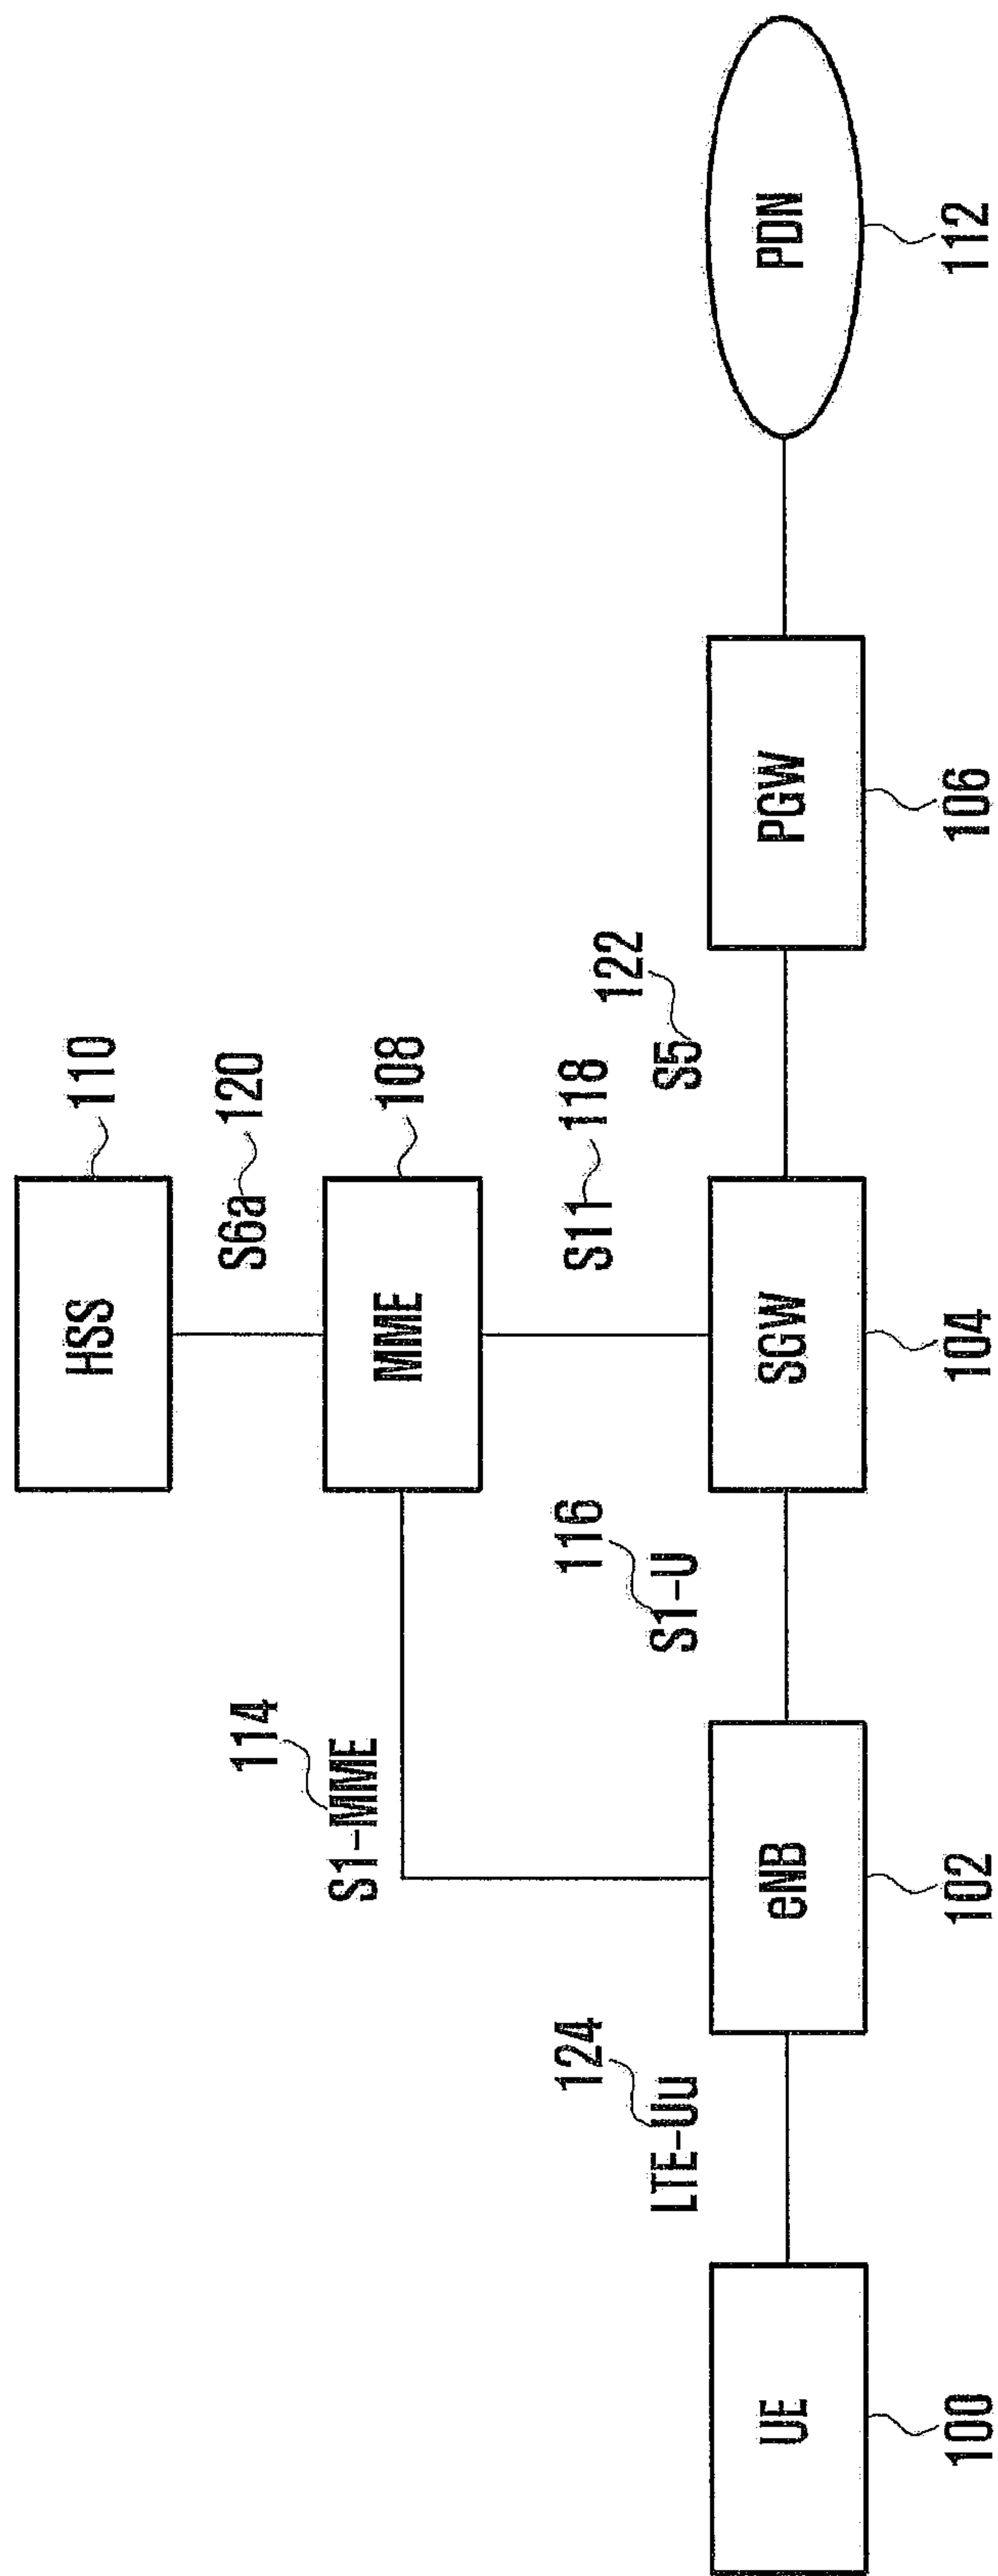 HSS
110
S6a
120
114
S1-MME
MME
108
S11
118
124
LTE-Uu
116
S1-U
122
S5
UE
eNB
SGW
PGW
PDN
100
102
104
106
112